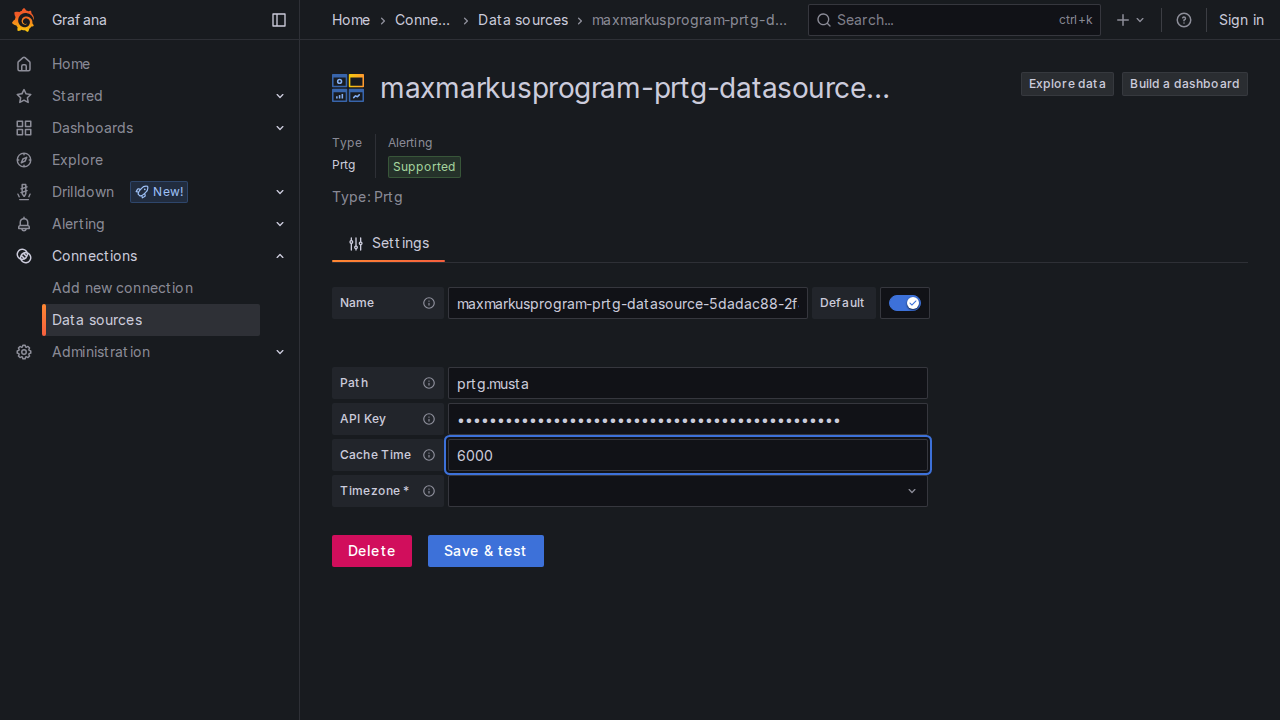 Grafana
Home
Conne...
Data sources
maxmarkusprogram-prtg-d...
Search...
ctrl+k
Sign in
Home
Starred
Dashboards
Explore
Drilldown
New!
Alerting
Connections
Add new connection
Data sources
Administration
maxmarkusprogram-prtg-datasource...
Explore data
Build a dashboard
Type
Alerting
Prtg
Supported
Type: Prtg
Settings
Name
maxmarkusprogram-prtg-datasource-5dadac88-2f
Default
Path
prtg.musta
API Key
••••••••••••••••••••••••••••••••••••••••••••••••
Cache Time
6000
Timezone *
Delete
Save & test